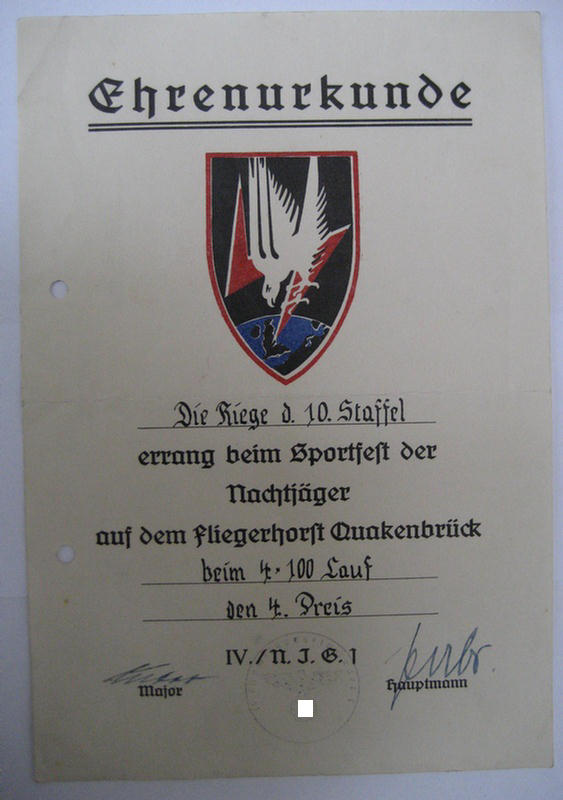 Ehrenurkunde
Die Riege d. 10. Staffel
errang beim Sportfest der
Nachtjäger
auf dem Fliegerhorst Quakenbrück
beim 4·100 Lauf
den 4. Preis
IV./N. J. G. 1
Major
Hauptmann